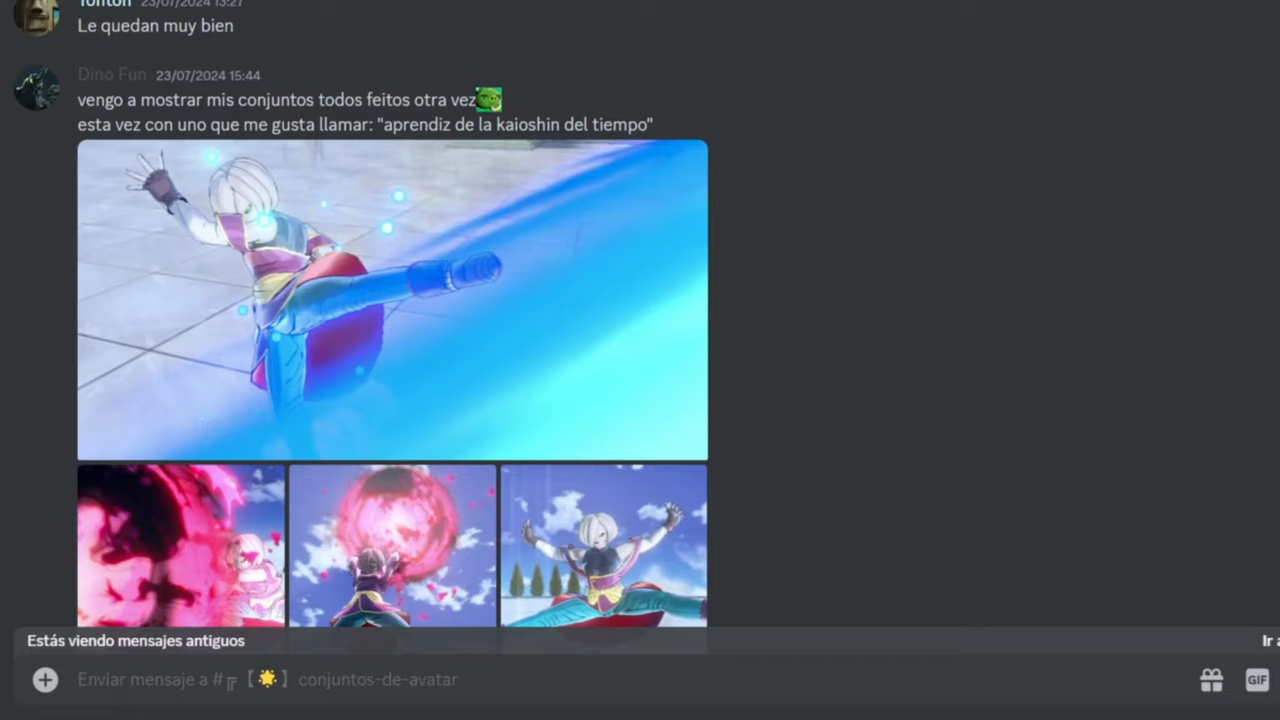 Tonton 23/07/2024 13:27
Le quedan muy bien
Dino Fun 23/07/2024 15:44
vengo a mostrar mis conjuntos todos feitos otra vez
esta vez con uno que me gusta llamar: "aprendiz de la kaioshin del tiempo"
Estás viendo mensajes antiguos
Ir a
Enviar mensaje a #╔【🌟】conjuntos-de-avatar
GIF